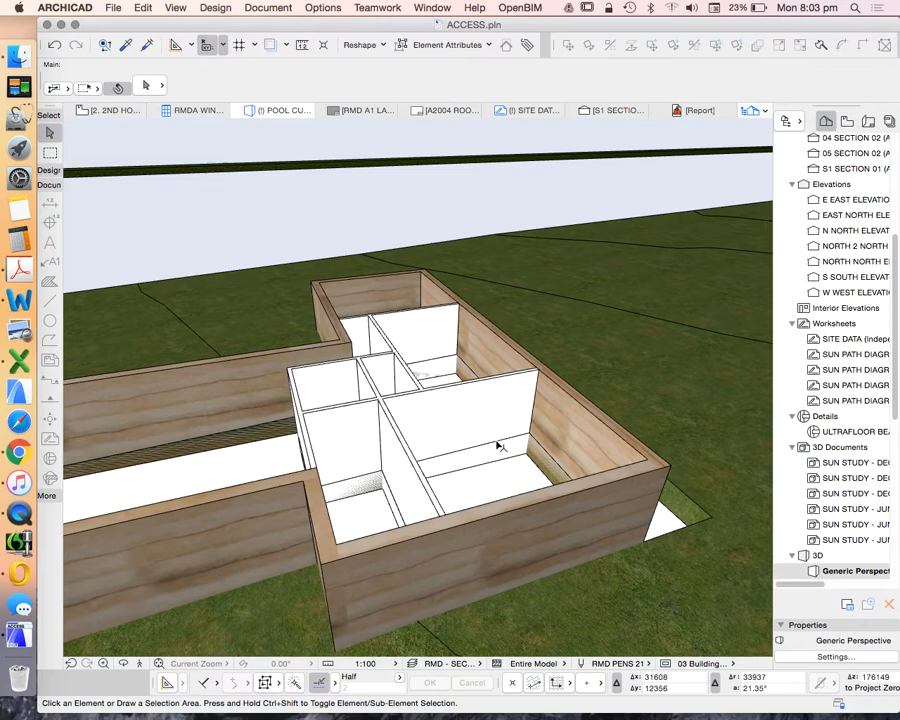 ARCHICAD File Edit View Design Document Options Teamwork Window Help OpenBIM 23% Mon 8:03 pm
ACCESS.pln
Reshape Element Attributes
Main:
[2. 2ND HO... RMDA WIN... (!) POOL CU... [RMD A1 LA... [A2004 ROO... (!) SITE DAT... [S1 SECTIO... [Report]
Select
Design
Docun
More
04 SECTION 02 (A
05 SECTION 02 (A
S1 SECTION 01 (A
Elevations
E EAST ELEVATIO
EAST NORTH ELE
N NORTH ELEVAT
NORTH 2 NORTH
NORTH NORTH EL
S SOUTH ELEVATI
W WEST ELEVATIO
Interior Elevations
Worksheets
SITE DATA (Indepe
SUN PATH DIAGR
SUN PATH DIAGR
SUN PATH DIAGR
SUN PATH DIAGR
Details
ULTRAFLOOR BEA
3D Documents
SUN STUDY - DEC
SUN STUDY - DEC
SUN STUDY - DEC
SUN STUDY - JUN
SUN STUDY - JUN
SUN STUDY - JUN
3D
Generic Perspect
Properties
Generic Perspective
Settings...
Current Zoom 0.00° 1:100 RMD - SEC... Entire Model RMD PENS 21 03 Building...
Half
2
OK Cancel
Δx: 31608
Δy: 12356
Δr: 33937
a: 21.35°
Δz: 176149
to Project Zero
Click an Element or Draw a Selection Area. Press and Hold Ctrl+Shift to Toggle Element/Sub-Element Selection.